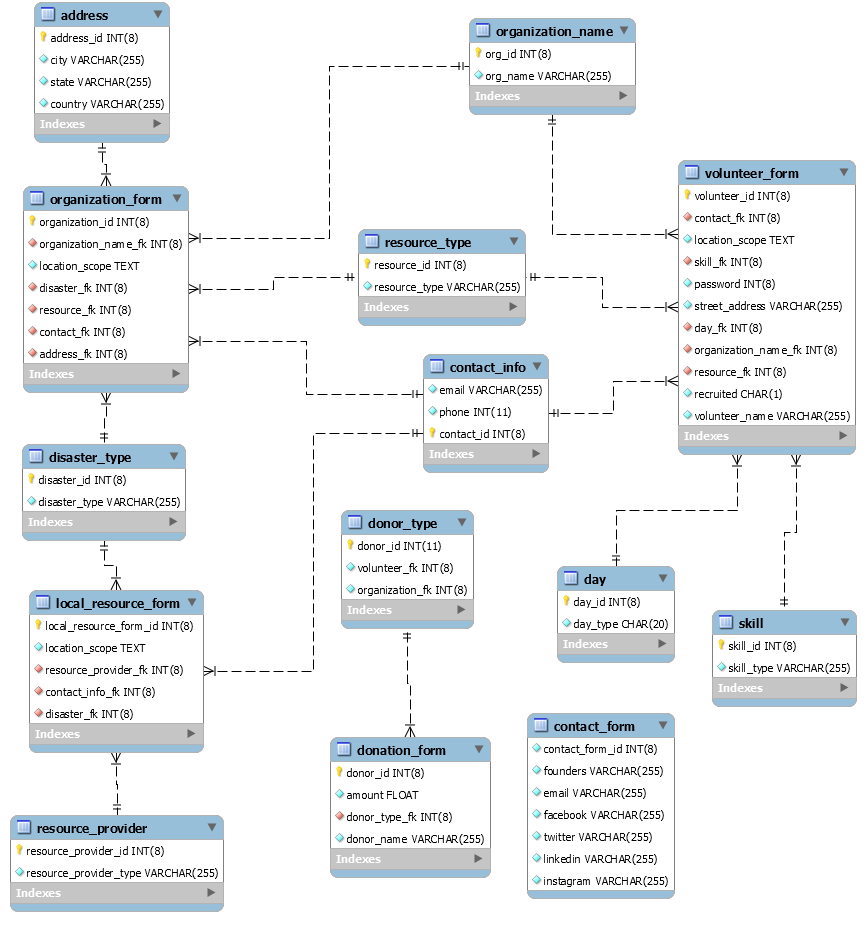 address
address_id INT(8)
city VARCHAR(255)
state VARCHAR(255)
country VARCHAR(255)
Indexes
organization_name
org_id INT(8)
org_name VARCHAR(255)
Indexes
organization_form
organization_id INT(8)
organization_name_fk INT(8)
location_scope TEXT
disaster_fk INT(8)
resource_fk INT(8)
contact_fk INT(8)
address_fk INT(8)
Indexes
resource_type
resource_id INT(8)
resource_type VARCHAR(255)
Indexes
volunteer_form
volunteer_id INT(8)
contact_fk INT(8)
location_scope TEXT
skill_fk INT(8)
password INT(8)
street_address VARCHAR(255)
day_fk INT(8)
organization_name_fk INT(8)
resource_fk INT(8)
recruited CHAR(1)
volunteer_name VARCHAR(255)
Indexes
contact_info
email VARCHAR(255)
phone INT(11)
contact_id INT(8)
Indexes
disaster_type
disaster_id INT(8)
disaster_type VARCHAR(255)
Indexes
donor_type
donor_id INT(11)
volunteer_fk INT(8)
organization_fk INT(8)
Indexes
day
day_id INT(8)
day_type CHAR(20)
Indexes
skill
skill_id INT(8)
skill_type VARCHAR(255)
Indexes
local_resource_form
local_resource_form_id INT(8)
location_scope TEXT
resource_provider_fk INT(8)
contact_info_fk INT(8)
disaster_fk INT(8)
Indexes
donation_form
donor_id INT(8)
amount FLOAT
donor_type_fk INT(8)
donor_name VARCHAR(255)
Indexes
contact_form
contact_form_id INT(8)
founders VARCHAR(255)
email VARCHAR(255)
facebook VARCHAR(255)
twitter VARCHAR(255)
linkedin VARCHAR(255)
instagram VARCHAR(255)
resource_provider
resource_provider_id INT(8)
resource_provider_type VARCHAR(255)
Indexes